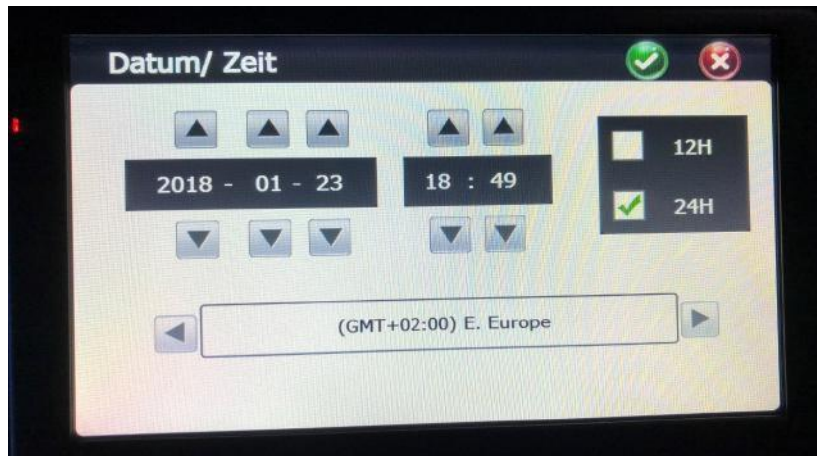 Datum/ Zeit
2018 - 01 - 23
18 : 49
12H
24H
(GMT+02:00) E. Europe